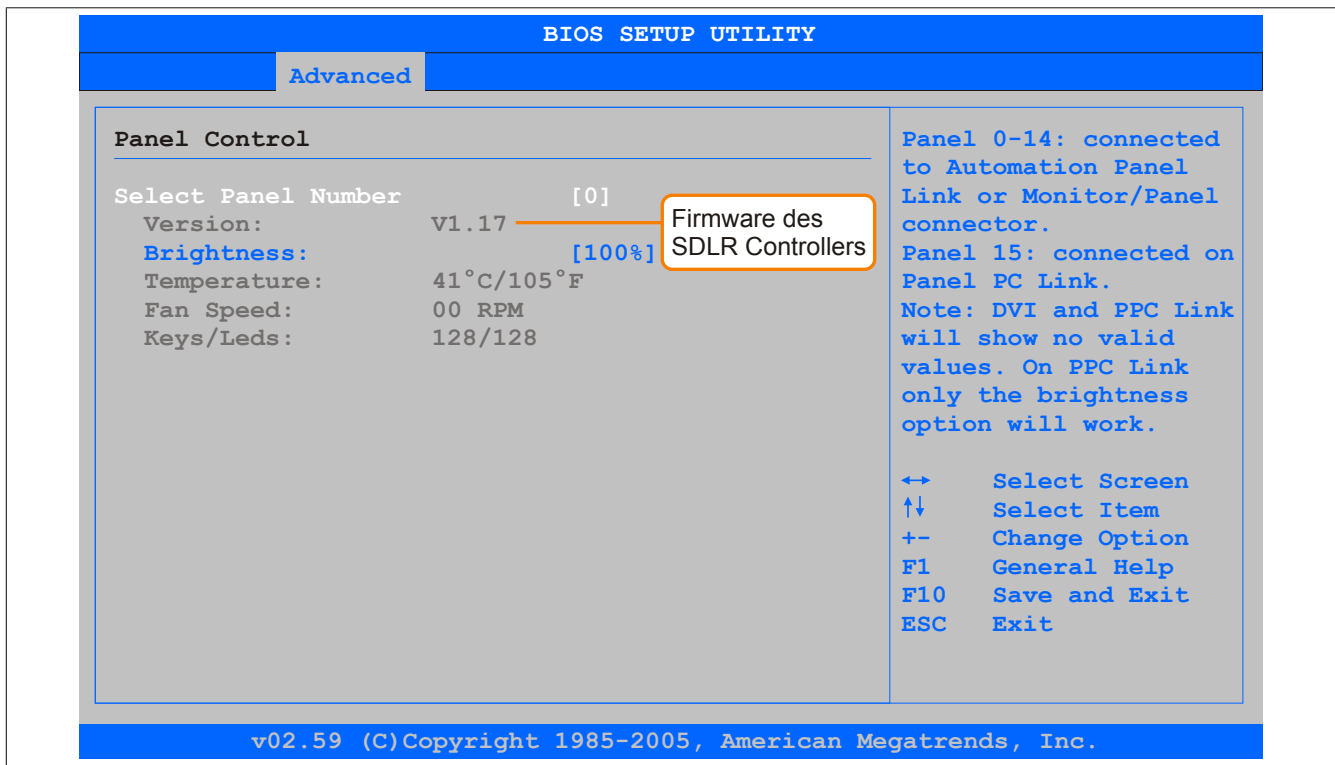 BIOS SETUP UTILITY
Advanced
Panel Control
Select Panel Number [0]
Version: V1.17
Firmware des
SDLR Controllers
Brightness: [100%]
Temperature: 41°C/105°F
Fan Speed: 00 RPM
Keys/Leds: 128/128
Panel 0-14: connected
to Automation Panel
Link or Monitor/Panel
connector.
Panel 15: connected on
Panel PC Link.
Note: DVI and PPC Link
will show no valid
values. On PPC Link
only the brightness
option will work.
↔ Select Screen
↑↓ Select Item
+- Change Option
F1 General Help
F10 Save and Exit
ESC Exit
v02.59 (C)Copyright 1985-2005, American Megatrends, Inc.